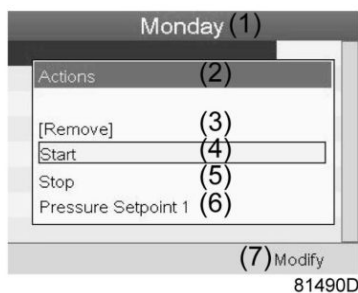 Monday (1)
Actions (2)
[Remove] (3)
Start (4)
Stop (5)
Pressure Setpoint 1 (6)
(7) Modify
81490D